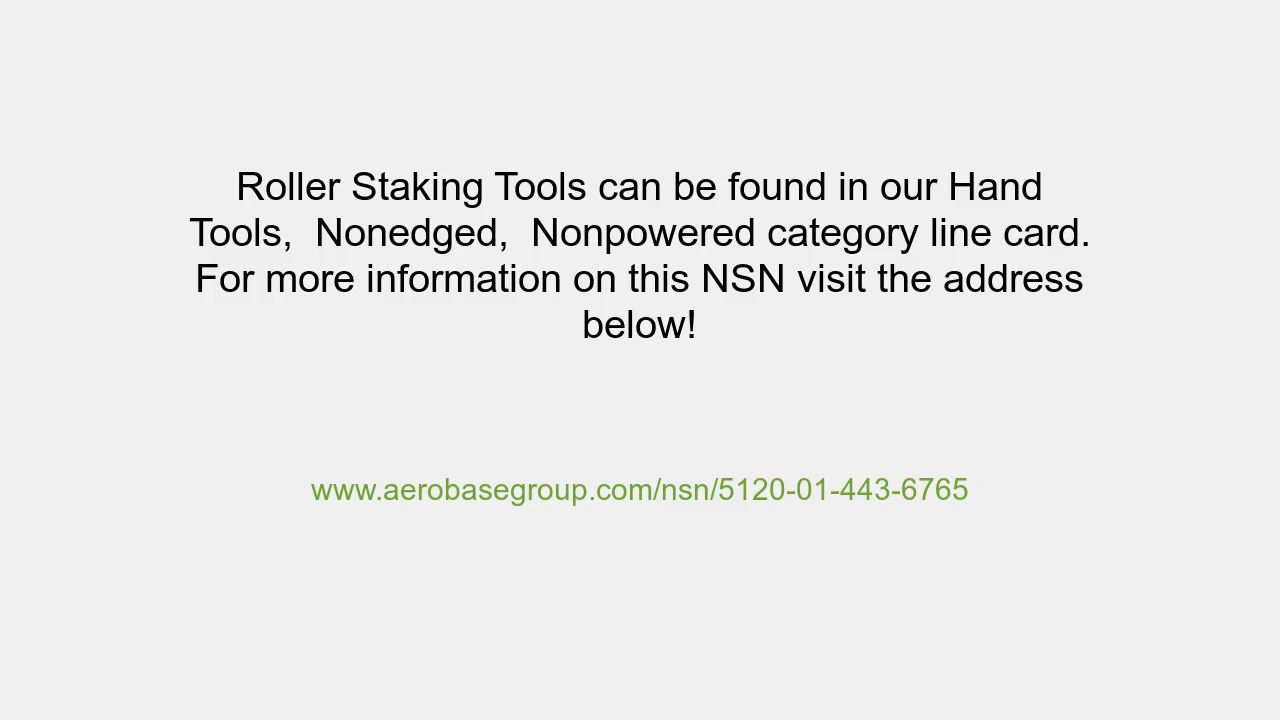 Roller Staking Tools can be found in our Hand
Tools,  Nonedged,  Nonpowered category line card.
For more information on this NSN visit the address
below!
www.aerobasegroup.com/nsn/5120-01-443-6765